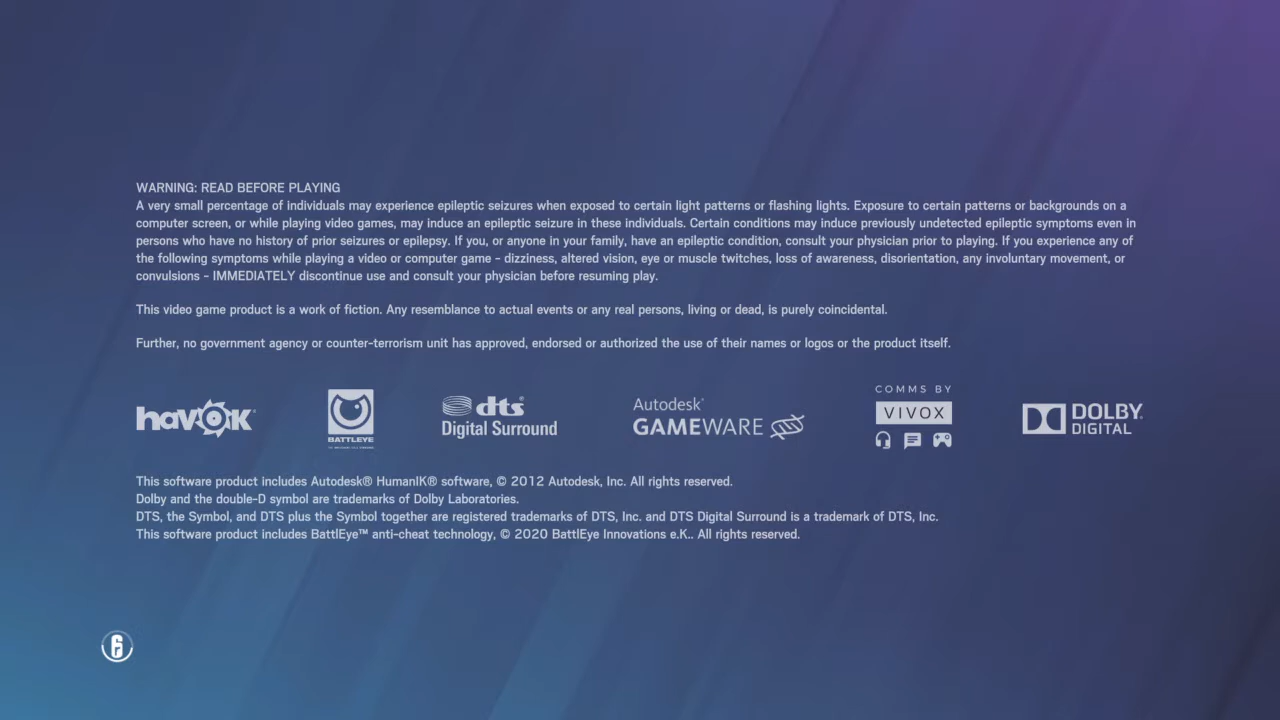 WARNING: READ BEFORE PLAYING
A very small percentage of individuals may experience epileptic seizures when exposed to certain light patterns or flashing lights. Exposure to certain patterns or backgrounds on a
computer screen, or while playing video games, may induce an epileptic seizure in these individuals. Certain conditions may induce previously undetected epileptic symptoms even in
persons who have no history of prior seizures or epilepsy. If you, or anyone in your family, have an epileptic condition, consult your physician prior to playing. If you experience any of
the following symptoms while playing a video or computer game - dizziness, altered vision, eye or muscle twitches, loss of awareness, disorientation, any involuntary movement, or
convulsions - IMMEDIATELY discontinue use and consult your physician before resuming play.
This video game product is a work of fiction. Any resemblance to actual events or any real persons, living or dead, is purely coincidental.
Further, no government agency or counter-terrorism unit has approved, endorsed or authorized the use of their names or logos or the product itself.
havok
BATTLEYE
dts
Digital Surround
Autodesk®
GAMEWARE
COMMS BY
VIVOX
DOLBY
DIGITAL
This software product includes Autodesk® HumanIK® software, © 2012 Autodesk, Inc. All rights reserved.
Dolby and the double-D symbol are trademarks of Dolby Laboratories.
DTS, the Symbol, and DTS plus the Symbol together are registered trademarks of DTS, Inc. and DTS Digital Surround is a trademark of DTS, Inc.
This software product includes BattlEye™ anti-cheat technology, © 2020 BattlEye Innovations e.K.. All rights reserved.
6